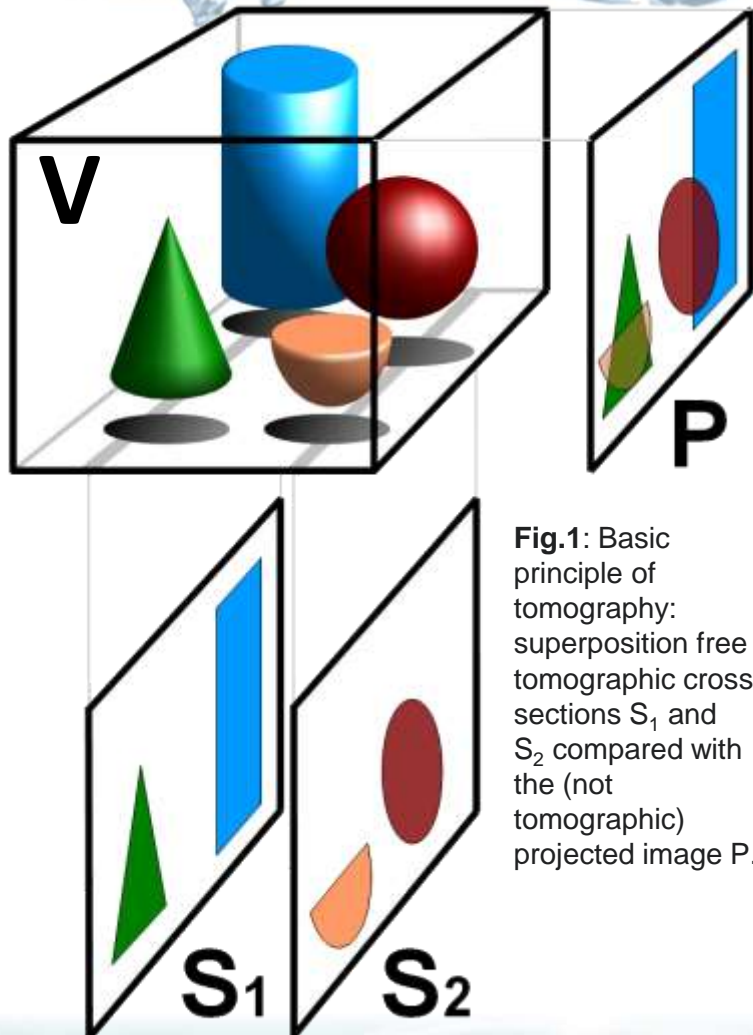 V
P
Fig.1: Basic
principle of
tomography:
superposition free
tomographic cross
sections S₁ and
S₂ compared with
the (not
tomographic)
projected image P.
S₁
S₂